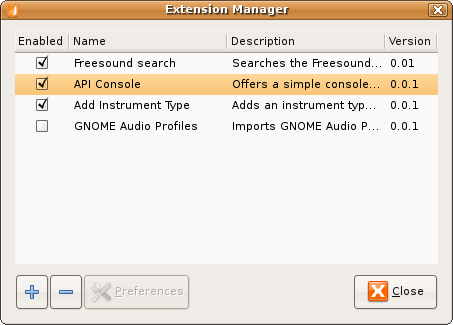 Extension Manager
Enabled Name Description Version
Freesound search Searches the Freesound... 0.01
API Console Offers a simple console... 0.0.1
Add Instrument Type Adds an instrument typ... 0.0.1
GNOME Audio Profiles Imports GNOME Audio P... 0.0.1
Preferences Close